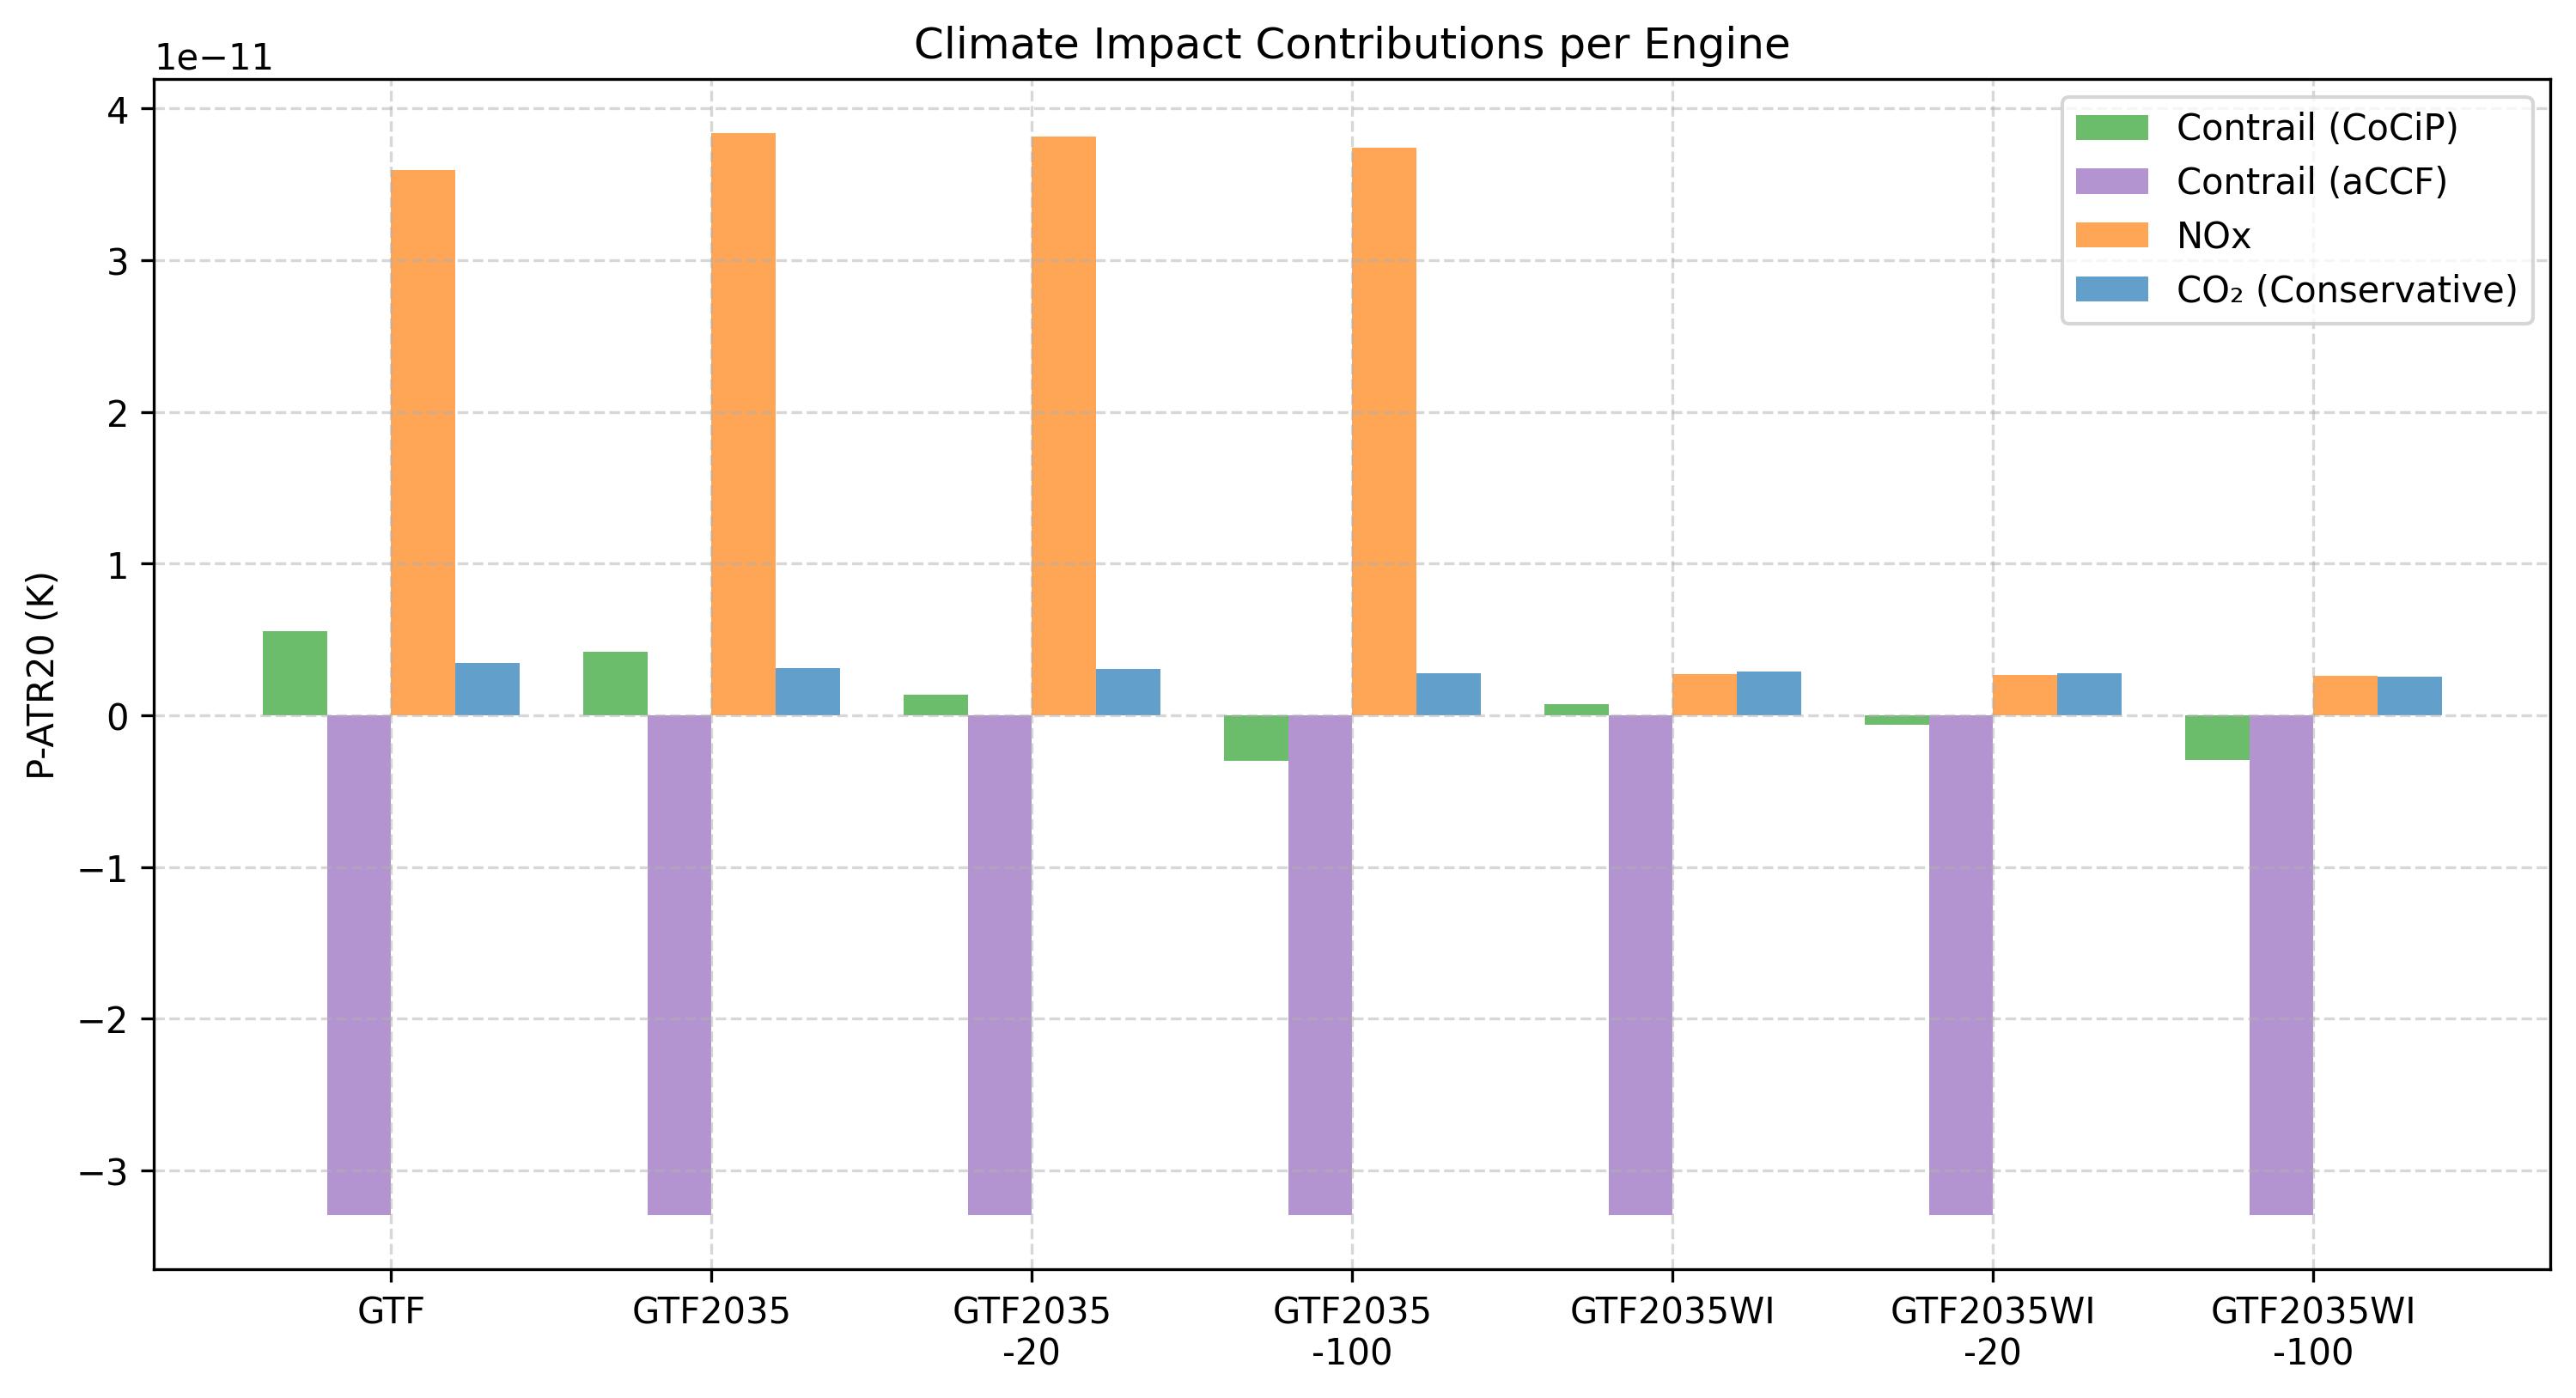 Climate Impact Contributions per Engine
1e−11
4
3
2
1
0
−1
−2
−3
P-ATR20 (K)
Contrail (CoCiP)
Contrail (aCCF)
NOx
CO₂ (Conservative)
GTF
GTF2035
GTF2035
-20
GTF2035
-100
GTF2035WI
GTF2035WI
-20
GTF2035WI
-100